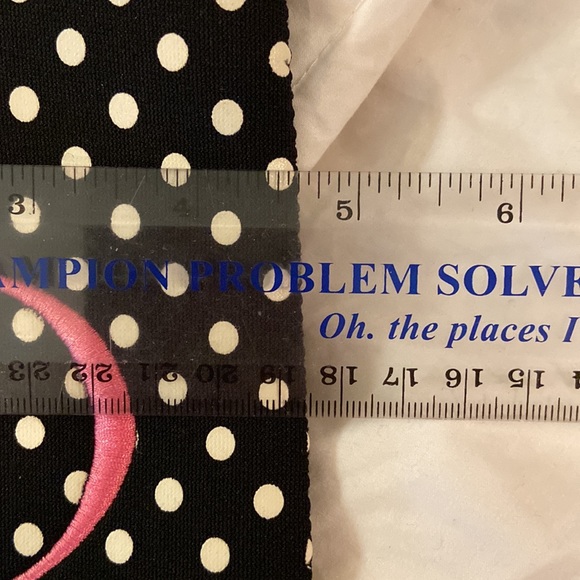 3 4 5 6
AMPION PROBLEM SOLVE
Oh. the places I
23 22 21 20 19 18 17 16 15